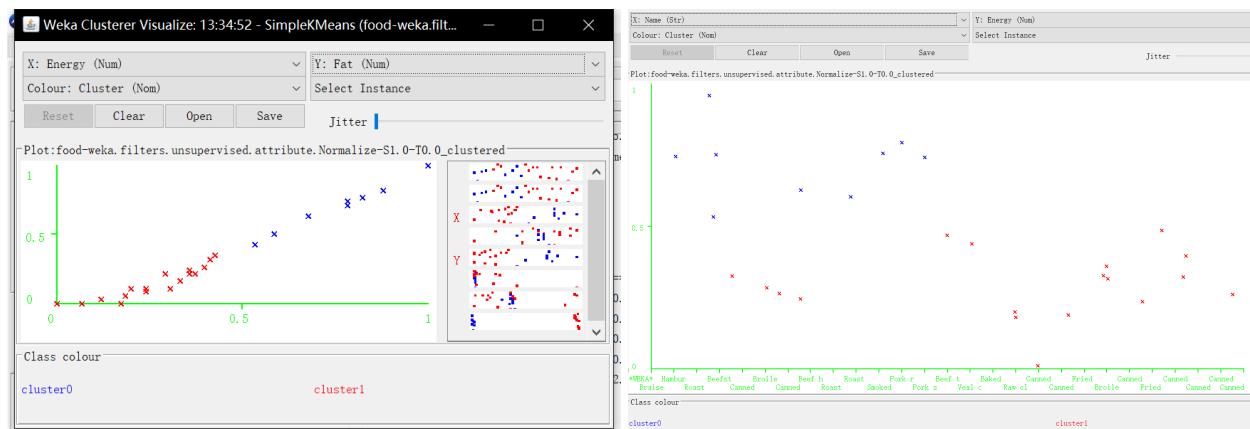 Weka Clusterer Visualize: 13:34:52 - SimpleKMeans (food-weka.filt...
X: Energy (Num)
Y: Fat (Num)
Colour: Cluster (Nom)
Select Instance
Reset
Clear
Open
Save
Jitter
Plot:food-weka.filters.unsupervised.attribute.Normalize-S1.0-T0.0_clustered
1
0.5
0
0
0.5
1
X
Y
Class colour
cluster0
cluster1
X: Name (Str)
Y: Energy (Num)
Colour: Cluster (Nom)
Select Instance
Reset
Clear
Open
Save
Jitter
Plot:food-weka.filters.unsupervised.attribute.Normalize-S1.0-T0.0_clustered
1
0.5
0
*WEKA* Hambur Beefst Broile Beef h Roast Pork r Beef t Baked Canned Fried Canned Canned Canned
Braise Roast Canned Canned Roast Smoked Pork s Veal c Raw cl Canned Broile Fried Canned Canned
Class colour
cluster0
cluster1